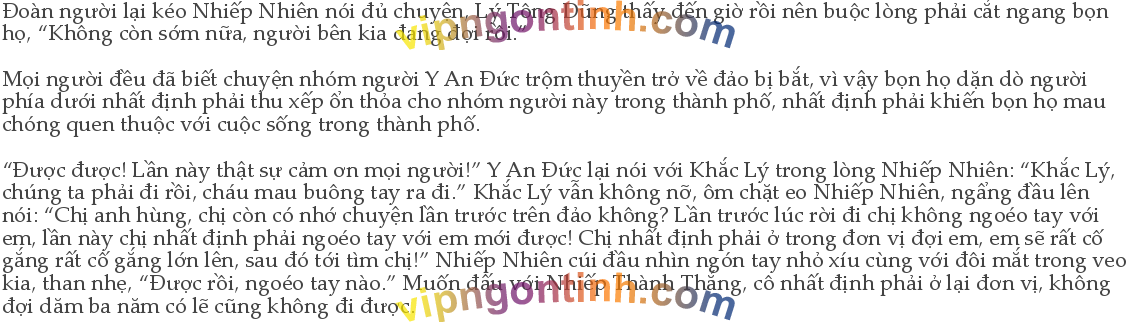 Đoàn người lại kéo Nhiếp Nhiên nói đủ chuyện, Lý Tông Dũng thấy đến giờ rồi nên buộc lòng phải cắt ngang bọn
họ, “Không còn sớm nữa, người bên kia đang đợi rồi.”
vipngontinh.com
Mọi người đều đã biết chuyện nhóm người Y An Đức trộm thuyền trở về đảo bị bắt, vì vậy bọn họ dặn dò người
phía dưới nhất định phải thu xếp ổn thỏa cho nhóm người này trong thành phố, nhất định phải khiến bọn họ mau
chóng quen thuộc với cuộc sống trong thành phố.
“Được được! Lần này thật sự cảm ơn mọi người!” Y An Đức lại nói với Khắc Lý trong lòng Nhiếp Nhiên: “Khắc Lý,
chúng ta phải đi rồi, cháu mau buông tay ra đi.” Khắc Lý vẫn không nỡ, ôm chặt eo Nhiếp Nhiên, ngẩng đầu lên
nói: “Chị anh hùng, chị còn có nhớ chuyện lần trước trên đảo không? Lần trước lúc rời đi chị không ngoéo tay với
em, lần này chị nhất định phải ngoéo tay với em mới được! Chị nhất định phải ở trong đơn vị đợi em, em sẽ rất cố
gắng rất cố gắng lớn lên, sau đó tới tìm chị!” Nhiếp Nhiên cúi đầu nhìn ngón tay nhỏ xíu cùng với đôi mắt trong veo
kia, than nhẹ, “Được rồi, ngoéo tay nào.” Muốn đấu với Nhiếp Thành Thắng, cô nhất định phải ở lại đơn vị, không
đợi dăm ba năm có lẽ cũng không đi được.
vipngontinh.com